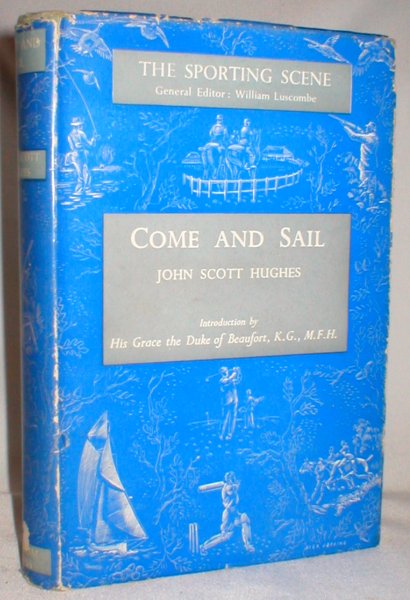 THE SPORTING SCENE
General Editor: William Luscombe
COME AND SAIL
JOHN SCOTT HUGHES
Introduction by
His Grace the Duke of Beaufort, K.G., M.F.H.